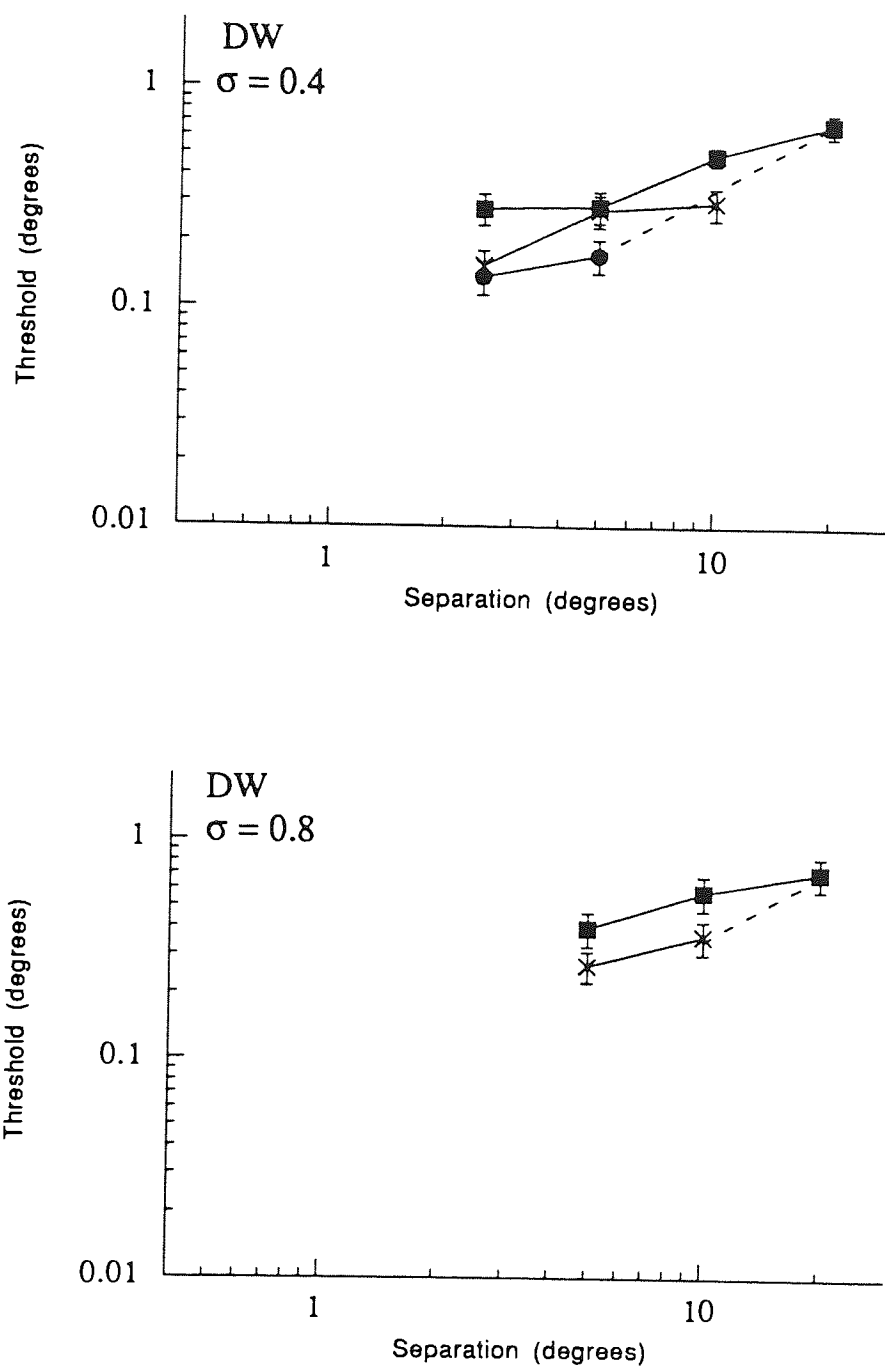 DW
σ = 0.4
1
0.1
0.01
Threshold (degrees)
1
10
Separation (degrees)
DW
σ = 0.8
1
0.1
0.01
Threshold (degrees)
1
10
Separation (degrees)